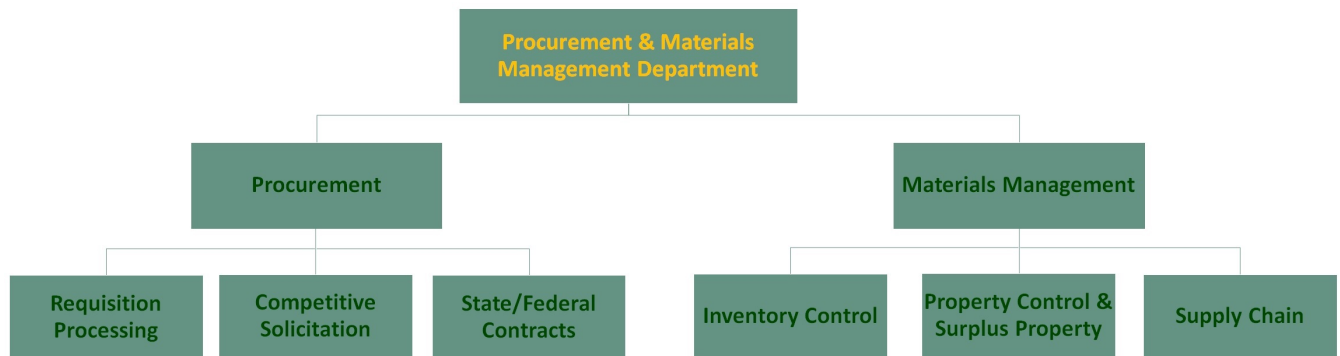 Procurement & Materials
Management Department
Procurement
Materials Management
Requisition
Processing
Competitive
Solicitation
State/Federal
Contracts
Inventory Control
Property Control &
Surplus Property
Supply Chain